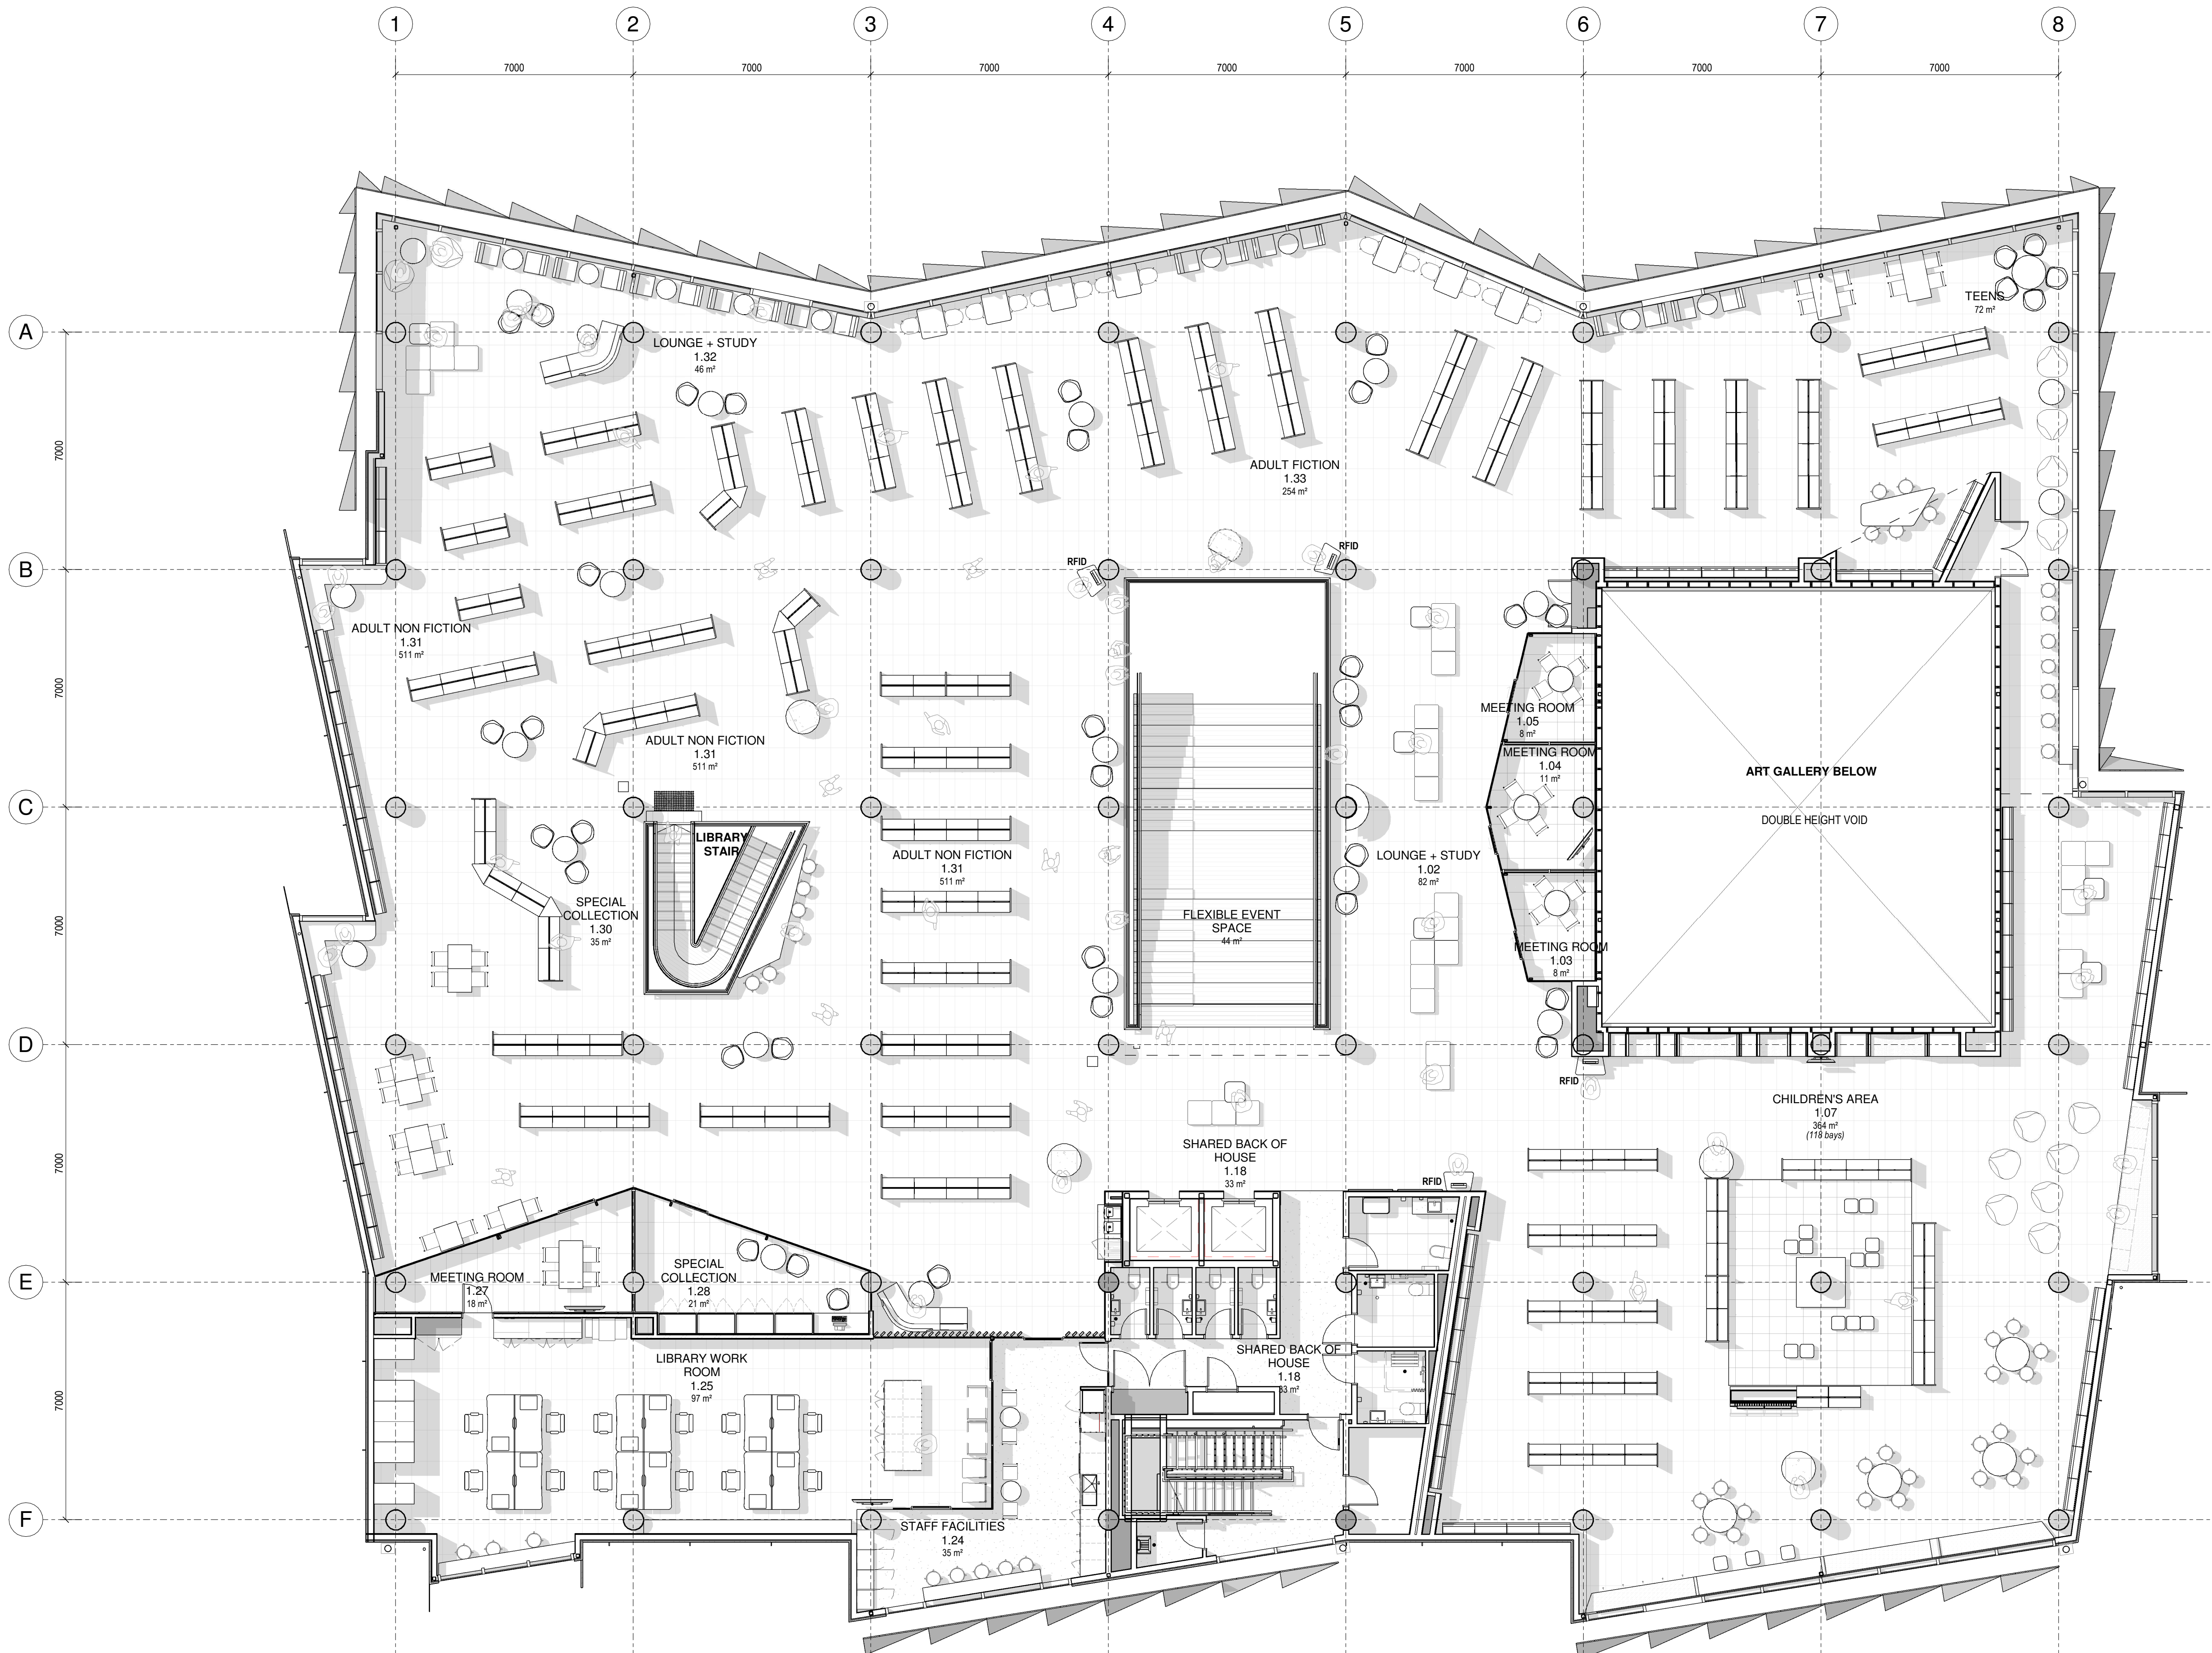 1
2
3
4
5
6
7
8
7000
7000
7000
7000
7000
7000
7000
A
B
C
D
E
F
7000
7000
7000
7000
7000
TEENS
72 m²
LOUNGE + STUDY
1.32
46 m²
ADULT FICTION
1.33
254 m²
RFID
RFID
ADULT NON FICTION
1.31
511 m²
ADULT NON FICTION
1.31
511 m²
MEETING ROOM
1.05
8 m²
MEETING ROOM
1.04
11 m²
ART GALLERY BELOW
DOUBLE HEIGHT VOID
LIBRARY
STAIR
ADULT NON FICTION
1.31
511 m²
LOUNGE + STUDY
1.02
82 m²
SPECIAL
COLLECTION
1.30
35 m²
FLEXIBLE EVENT
SPACE
44 m²
MEETING ROOM
1.03
8 m²
RFID
CHILDREN'S AREA
1.07
364 m²
(118 bays)
SHARED BACK OF
HOUSE
1.18
33 m²
RFID
MEETING ROOM
1.27
18 m²
SPECIAL
COLLECTION
1.28
21 m²
LIBRARY WORK
ROOM
1.25
97 m²
SHARED BACK OF
HOUSE
1.18
33 m²
STAFF FACILITIES
1.24
35 m²